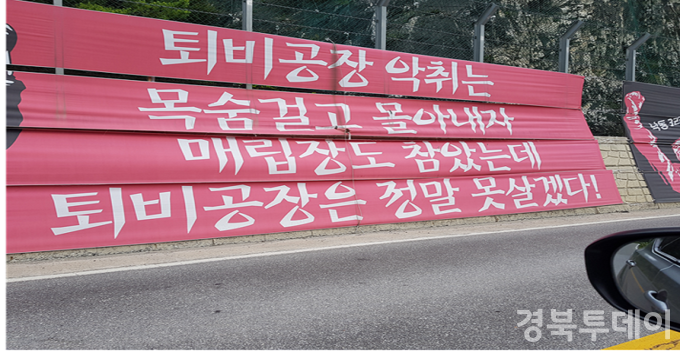 퇴비공장 악취는
목숨걸고 몰아내자
매립장도 참았는데
퇴비공장은 정말 못살겠다!
경북투데이